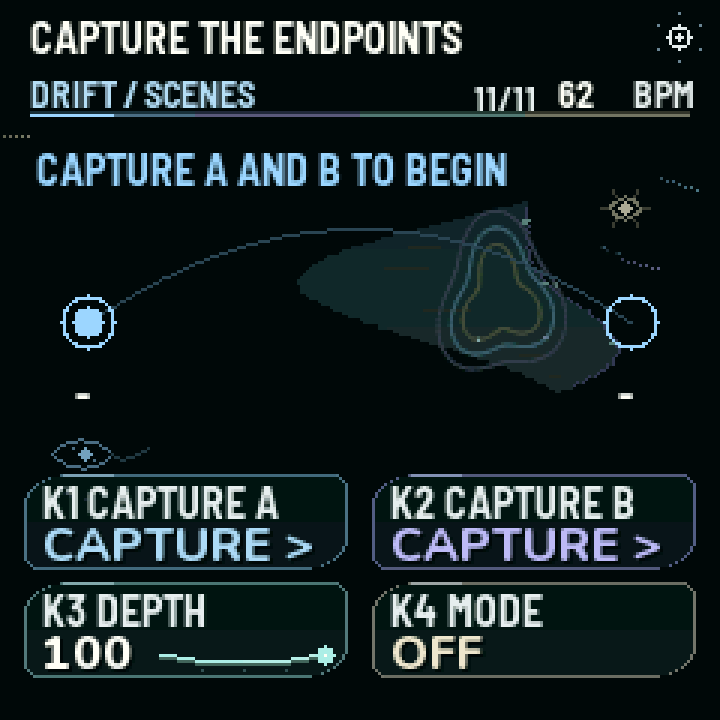 CAPTURE THE ENDPOINTS
DRIFT / SCENES 11/11 62 BPM
CAPTURE A AND B TO BEGIN
- -
K1 CAPTURE A
CAPTURE >
K2 CAPTURE B
CAPTURE >
K3 DEPTH
100
K4 MODE
OFF